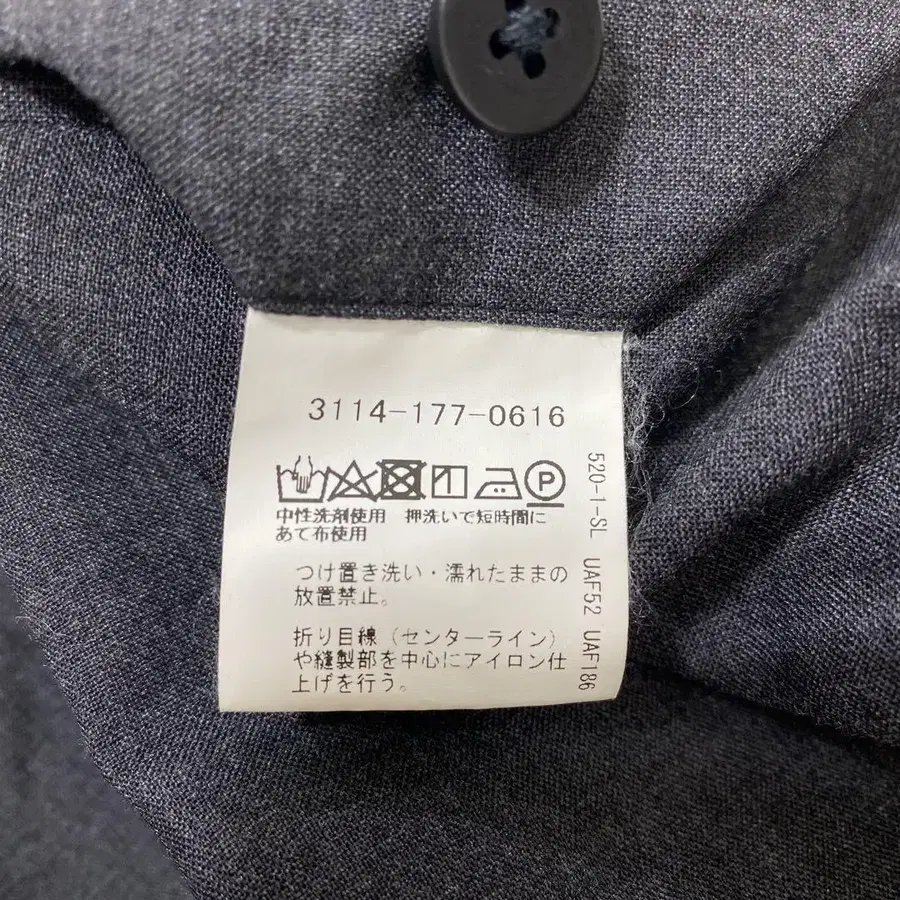 3114-177-0616
P
中性洗剤使用 押洗いで短時間に
あて布使用
つけ置き洗い・濡れたままの
放置禁止。
折り目線(センターライン)
や縫製部を中心にアイロン仕
上げを行う。
520-1-SL UAF52 UAF186